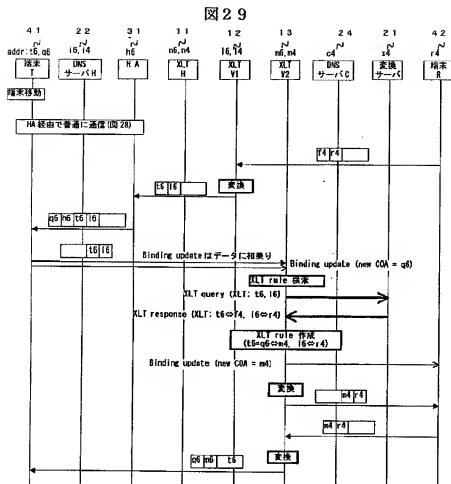 図29
41 22 31 11 12 13 24 21 42
addr:t6,q6 i6,i4 h6 n6,n4 l6,l4 m6,m4 c4 s4 r4
端末 T
DNS サーバH
HA
XLT H
XLT V1
XLT V2
DNS サーバC
変換 サーバ
端末 R
端末移動
HA経由で普通に通信(図28)
f4 r4
変換
t6 l6
q6 h6 t6 l6
t6 l6
Binding updateはデータに相乗り
Binding update (new COA = q6)
XLT rule 検索
XLT query (XLT: t6, l6)
XLT response (XLT: t6⇔f4, l6⇔r4)
XLT rule 作成
(t6=q6⇔m4, l6⇔r4)
Binding update (new COA = m4)
変換
m4 r4
m4 r4
変換
q6 m6 t6